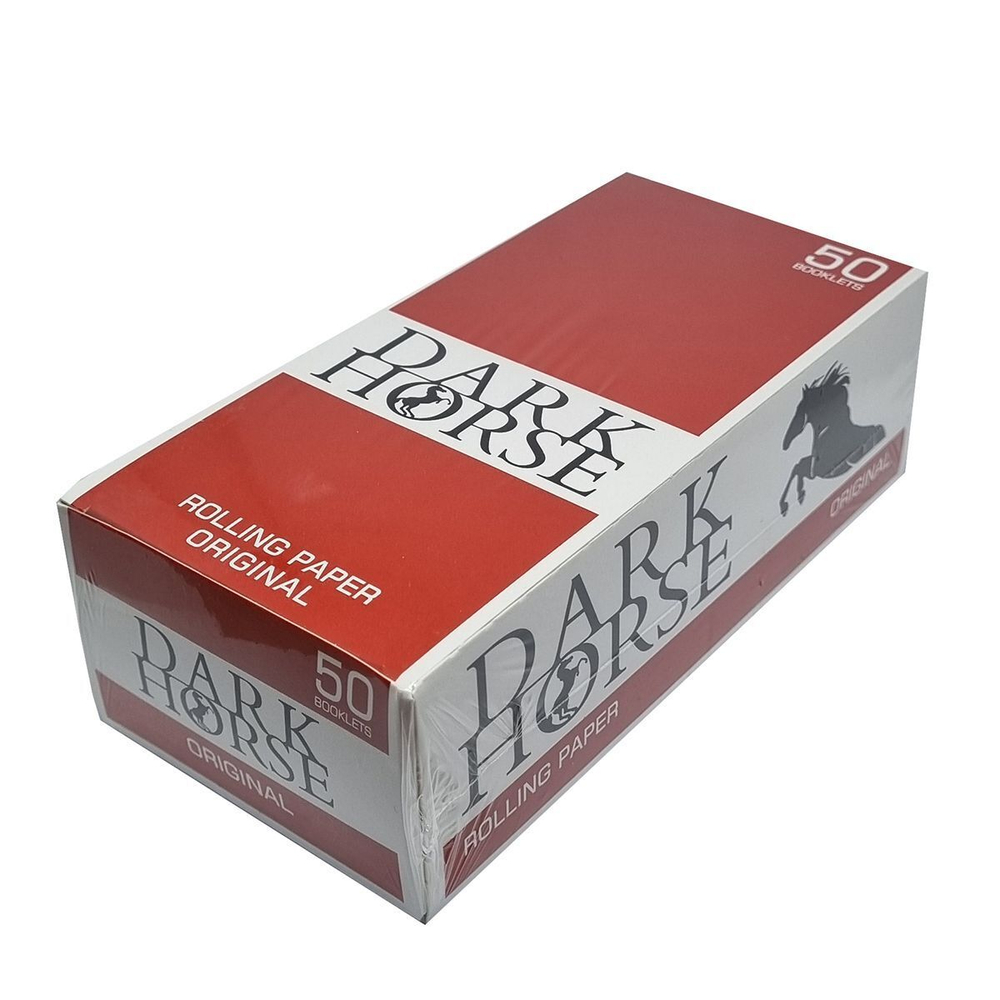 50
BOOKLETS
DARK
HORSE
ROLLING PAPER
ORIGINAL
DARK
HORSE
50
BOOKLETS
ORIGINAL
DARK
HORSE
ROLLING PAPER
ORIGINAL